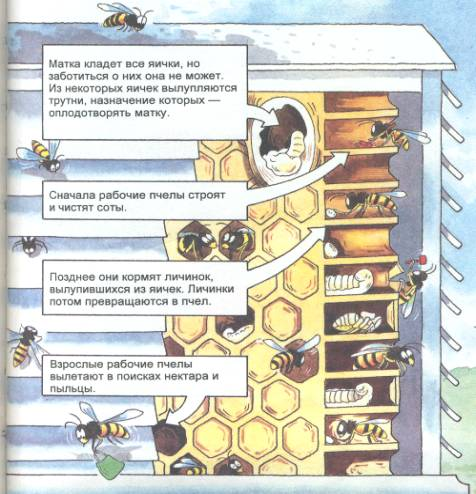 Матка кладет все яички, но
заботиться о них она не может.
Из некоторых яичек вылупляются
трутни, назначение которых —
оплодотворять матку.
Сначала рабочие пчелы строят
и чистят соты.
Позднее они кормят личинок,
вылупившихся из яичек. Личинки
потом превращаются в пчел.
Взрослые рабочие пчелы
вылетают в поисках нектара и
пыльцы.